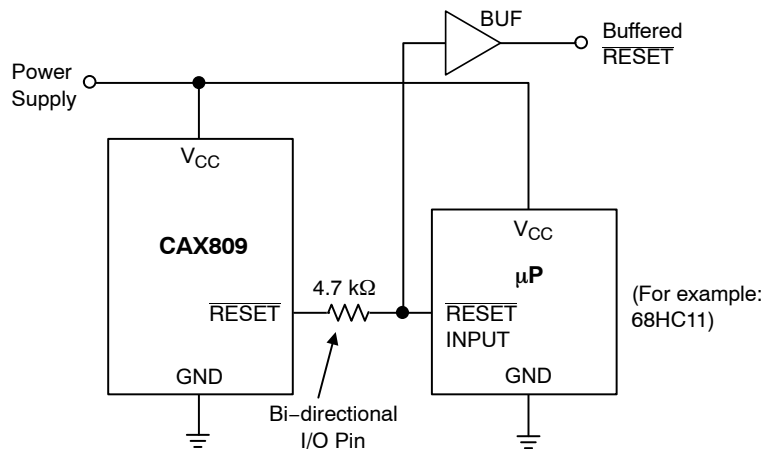 BUF
Buffered
RESET
Power
Supply
VCC
CAX809
RESET
GND
4.7 kΩ
Bi−directional
I/O Pin
VCC
μP
RESET
INPUT
GND
(For example:
68HC11)